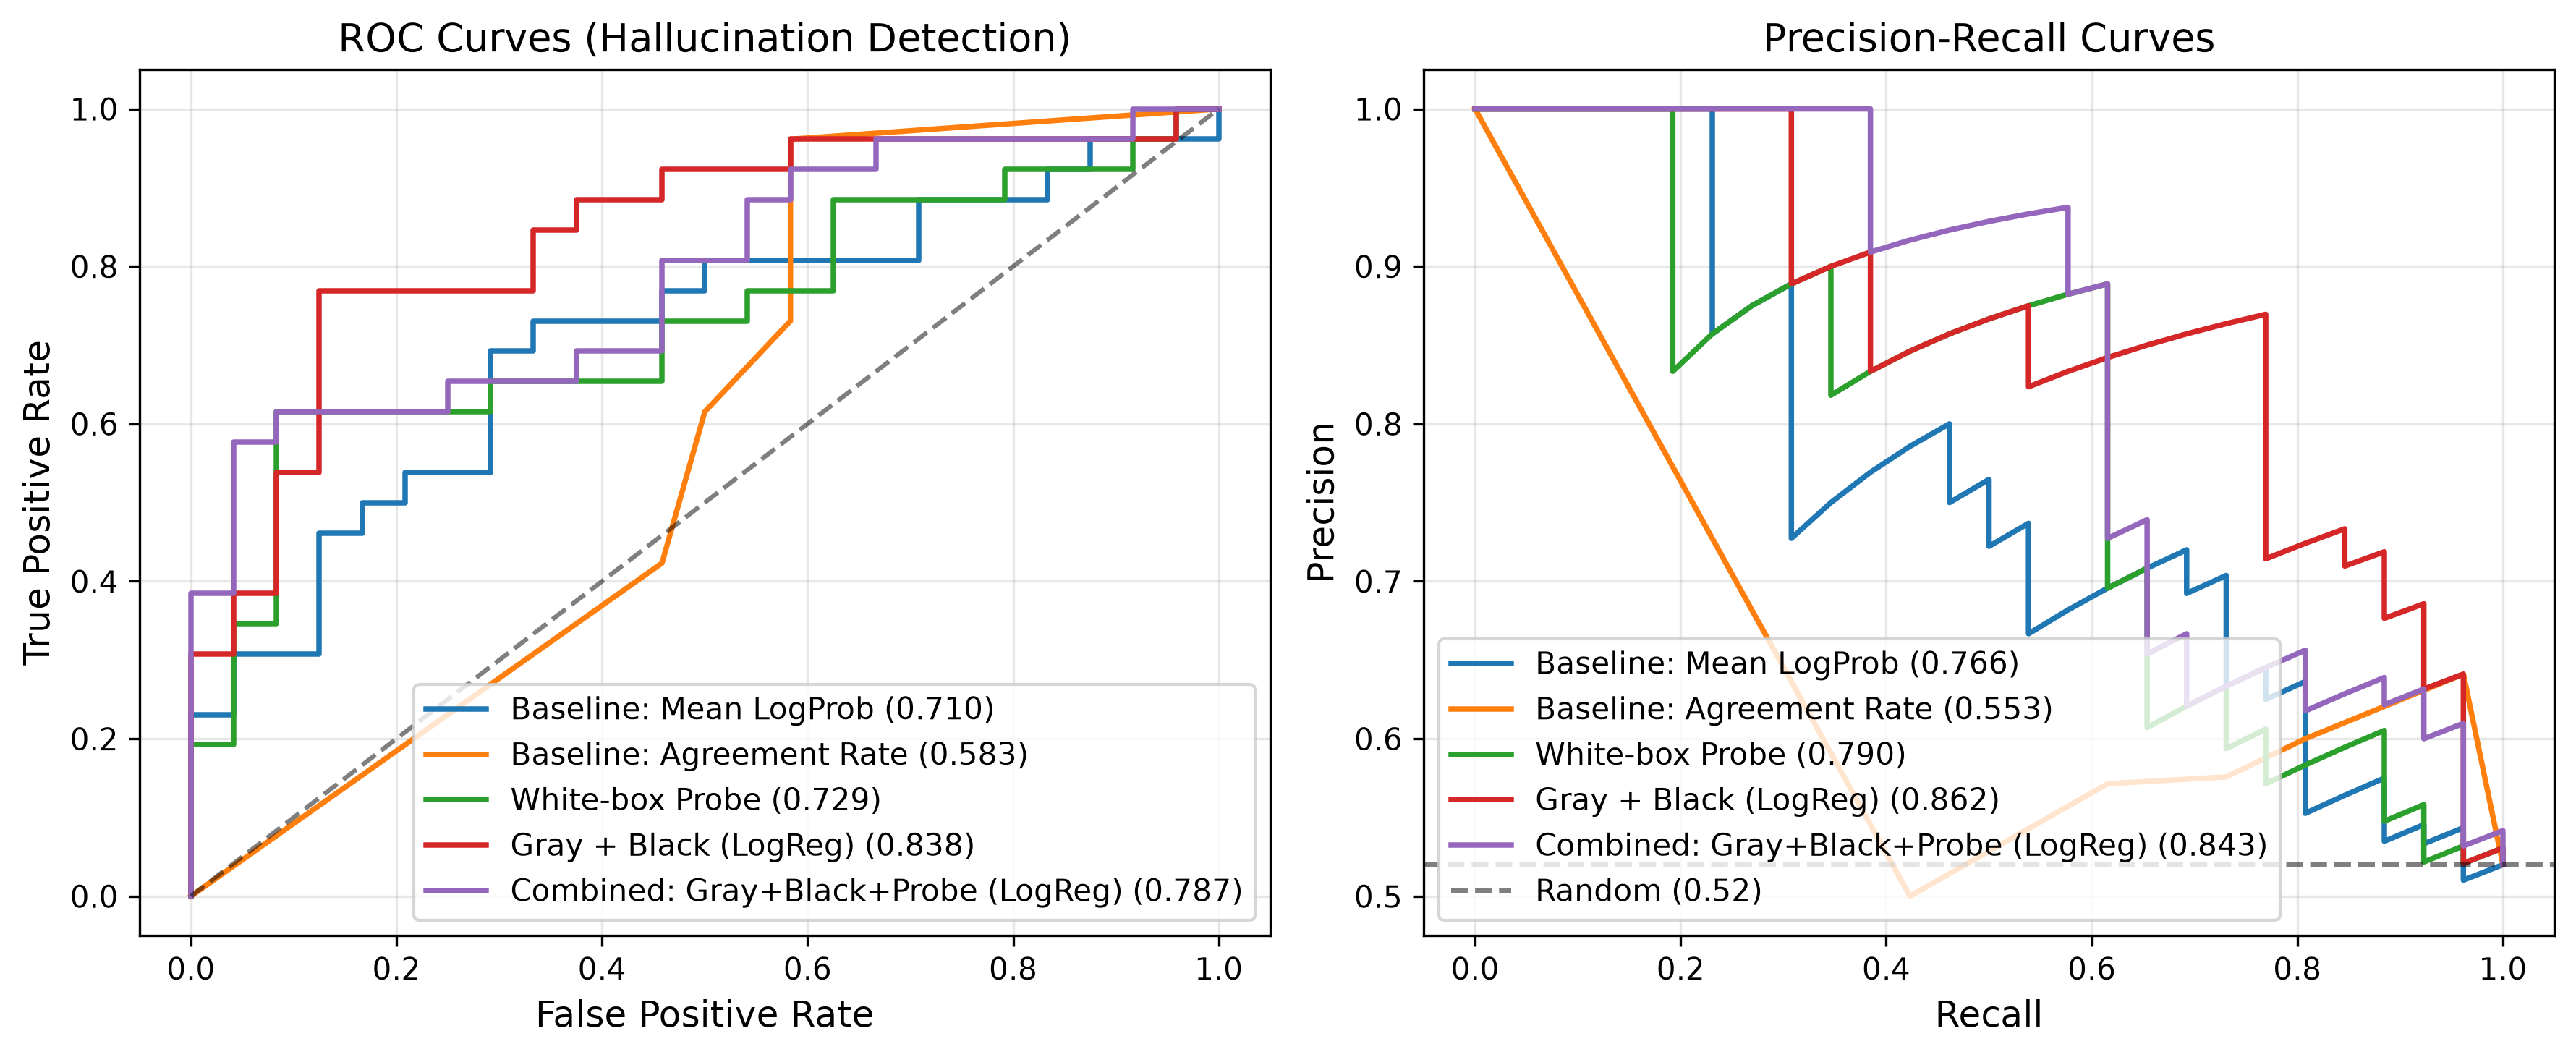 ROC Curves (Hallucination Detection)
True Positive Rate
1.0
0.8
0.6
0.4
0.2
0.0
Baseline: Mean LogProb (0.710)
Baseline: Agreement Rate (0.583)
White-box Probe (0.729)
Gray + Black (LogReg) (0.838)
Combined: Gray+Black+Probe (LogReg) (0.787)
0.0 0.2 0.4 0.6 0.8 1.0
False Positive Rate
Precision-Recall Curves
Precision
1.0
0.9
0.8
0.7
0.6
0.5
Baseline: Mean LogProb (0.766)
Baseline: Agreement Rate (0.553)
White-box Probe (0.790)
Gray + Black (LogReg) (0.862)
Combined: Gray+Black+Probe (LogReg) (0.843)
Random (0.52)
0.0 0.2 0.4 0.6 0.8 1.0
Recall